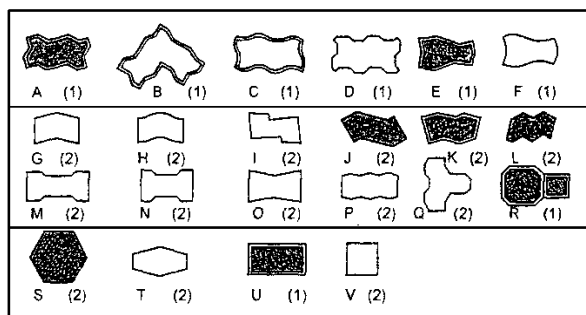 A (1) B (1) C (1) D (1) E (1) F (1)
G (2) H (2) I (2) J (2) K (2) L (2)
M (2) N (2) O (2) P (2) Q (2) R (1)
S (2) T (2) U (1) V (2)